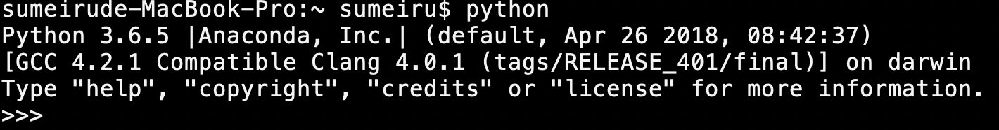 sumeirude-MacBook-Pro:~ sumeiru$ python
Python 3.6.5 |Anaconda, Inc.| (default, Apr 26 2018, 08:42:37)
[GCC 4.2.1 Compatible Clang 4.0.1 (tags/RELEASE_401/final)] on darwin
Type "help", "copyright", "credits" or "license" for more information.
>>>